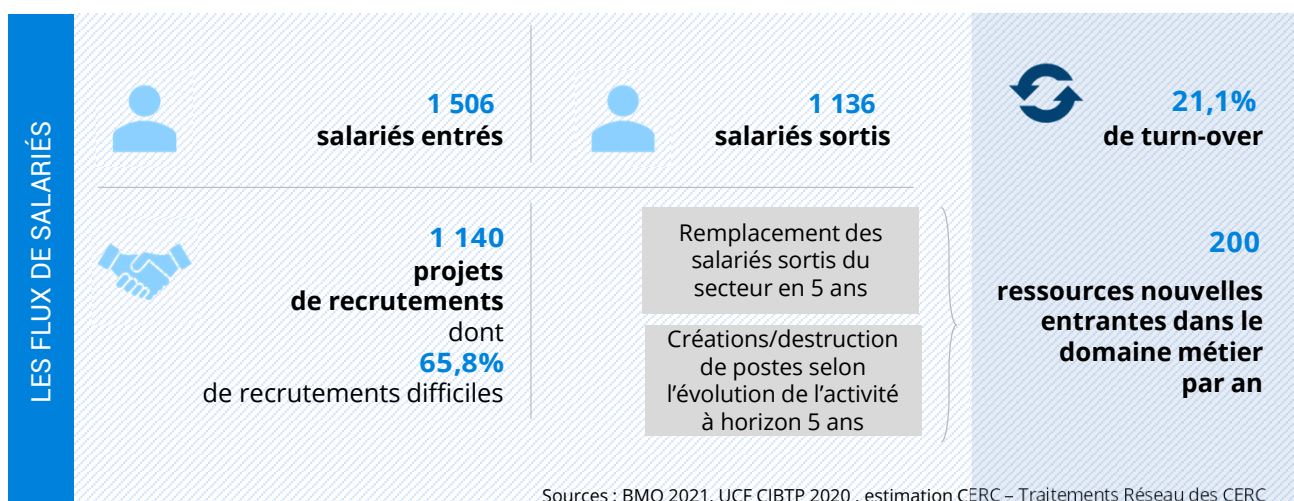 LES FLUX DE SALARIÉS
1 506
salariés entrés
1 136
salariés sortis
21,1%
de turn-over
1 140
projets
de recrutements
dont
65,8%
de recrutements difficiles
Remplacement des
salariés sortis du
secteur en 5 ans
Créations/destruction
de postes selon
l’évolution de l’activité
à horizon 5 ans
200
ressources nouvelles
entrantes dans le
domaine métier
par an
Sources : BMO 2021, UCF CIBTP 2020 , estimation CERC – Traitements Réseau des CERC